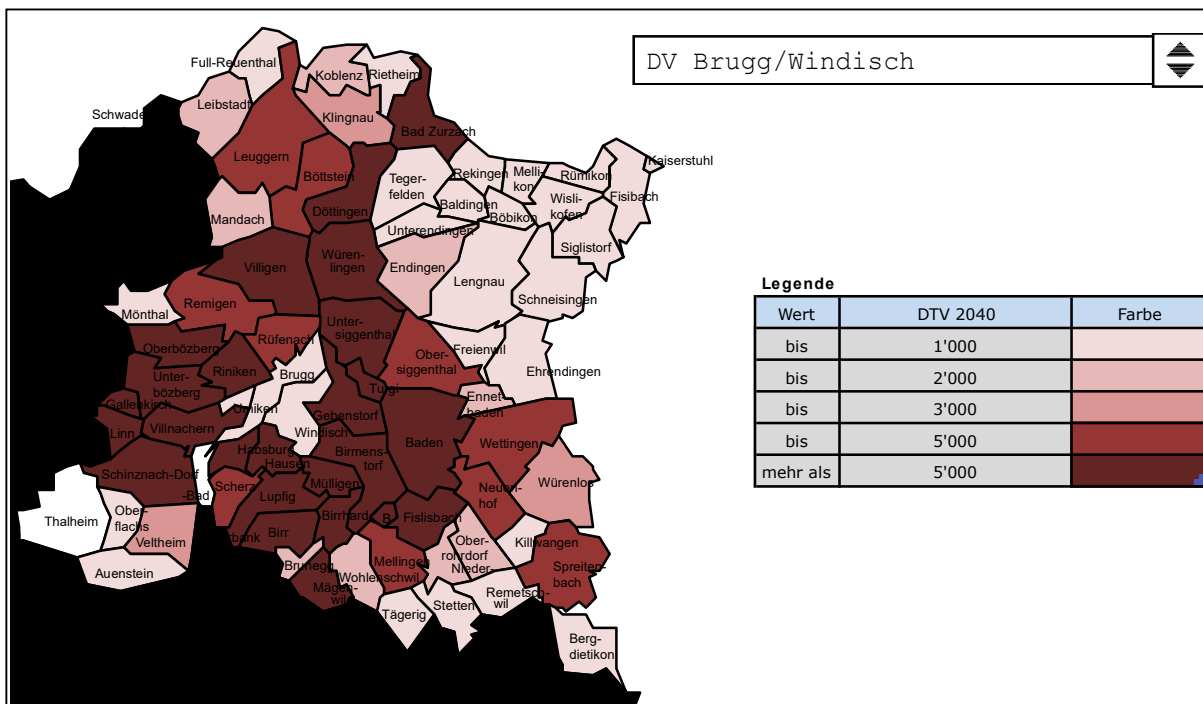 DV Brugg/Windisch
Full-Reuenthal
Koblenz
Rietheim
Leibstadt
Schwade
Klingnau
Bad Zurzach
Leuggern
Kaiserstuhl
Böttstein
Teger-
felden
Rekingen
Melli-
kon
Rümikon
Baldingen
Wisli-
kofen
Fisibach
Mandach
Döttingen
Böbikon
Unterendingen
Siglistorf
Villigen
Würen-
lingen
Endingen
Lengnau
Remigen
Schneisingen
Mönthal
Unter-
siggenthal
Rüfenach
Oberbözberg
Ober-
siggenthal
Freienwil
Ehrendingen
Riniken
Brugg
Unter-
bözberg
Turgi
Ennet-
baden
Gallenkirch
Umiken
Gebenstorf
Linn
Villnachern
Windisch
Baden
Wettingen
Habsburg
Hausen
Birmens-
torf
Schinznach-Dorf
-Bad
Scherz
Lupfig
Mülligen
Neuen-
hof
Würenlos
Thalheim
Ober-
flachs
Veltheim
Birrhard
B
Fislisbach
rbank
Birr
Ober-
rohrdorf
Nieder-
Killwangen
Auenstein
Brunegg
Mellingen
Wohlenschwil
Spreiten-
bach
Mägen-
wil
Remetsch-
wil
Tägerig
Stetten
Berg-
dietikon
Legende
Wert DTV 2040 Farbe
bis 1'000
bis 2'000
bis 3'000
bis 5'000
mehr als 5'000